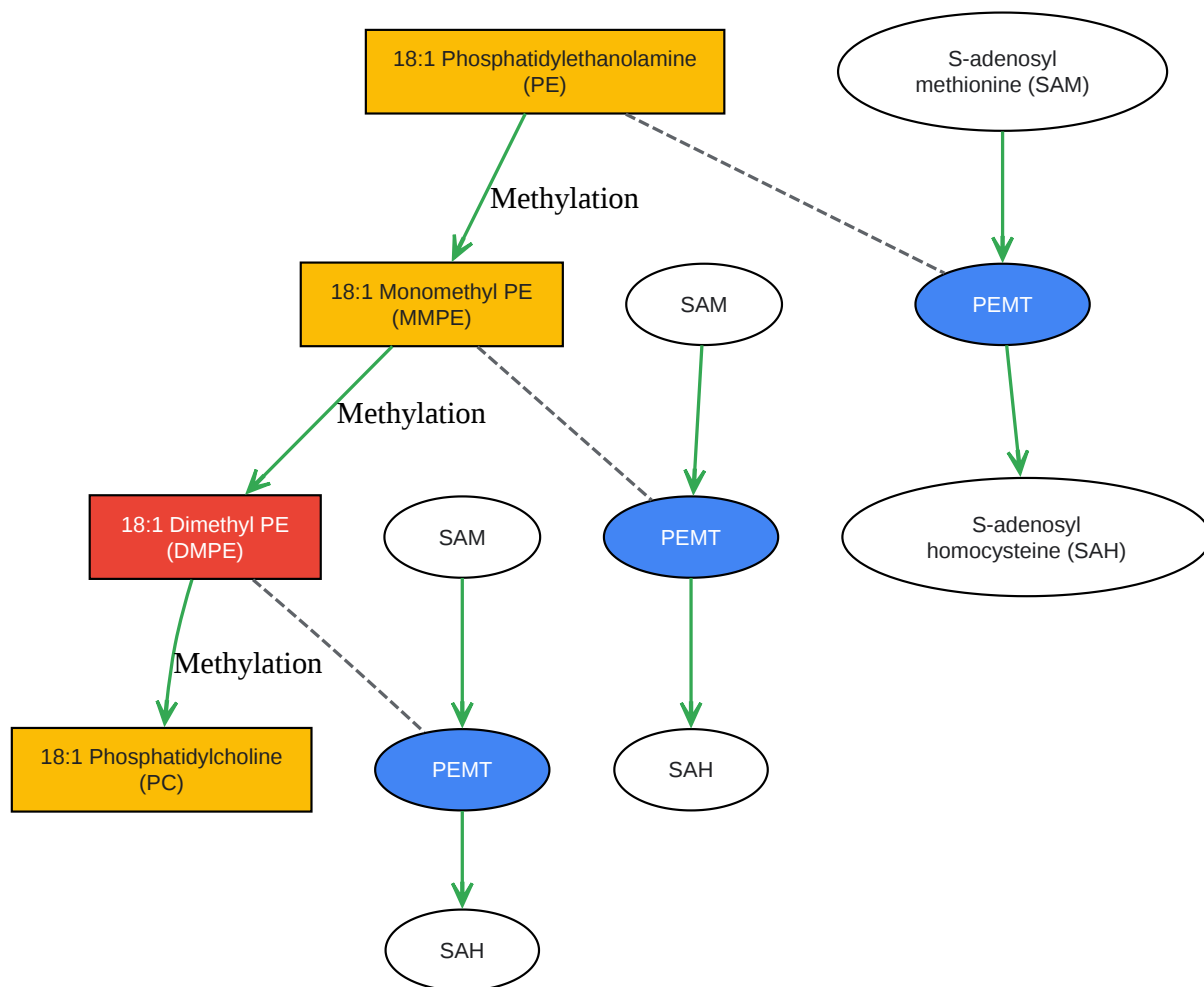 18:1 Phosphatidylethanolamine
(PE)
S-adenosyl
methionine (SAM)
Methylation
18:1 Monomethyl PE
(MMPE)
SAM
PEMT
Methylation
18:1 Dimethyl PE
(DMPE)
SAM
PEMT
S-adenosyl
homocysteine (SAH)
Methylation
18:1 Phosphatidylcholine
(PC)
PEMT
SAH
SAH